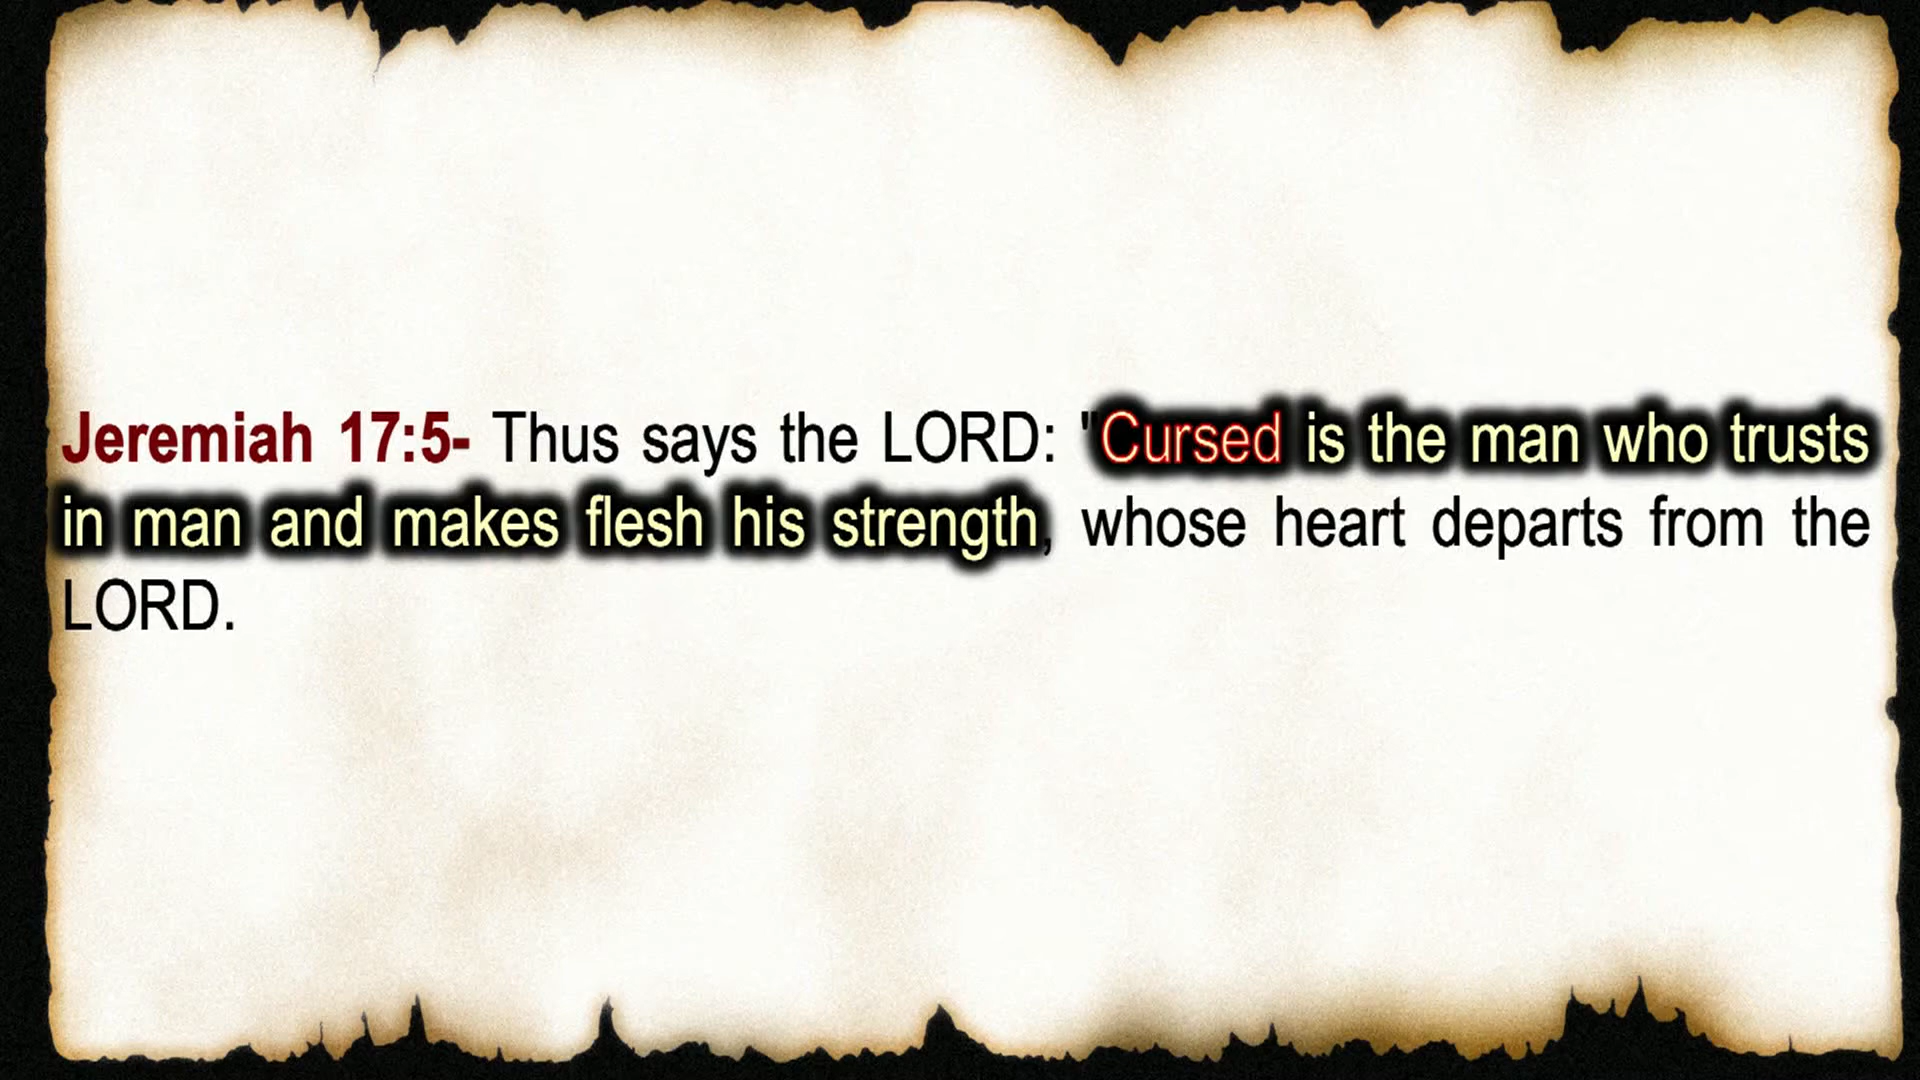 Jeremiah 17:5- Thus says the LORD: "Cursed is the man who trusts
in man and makes flesh his strength, whose heart departs from the
LORD.